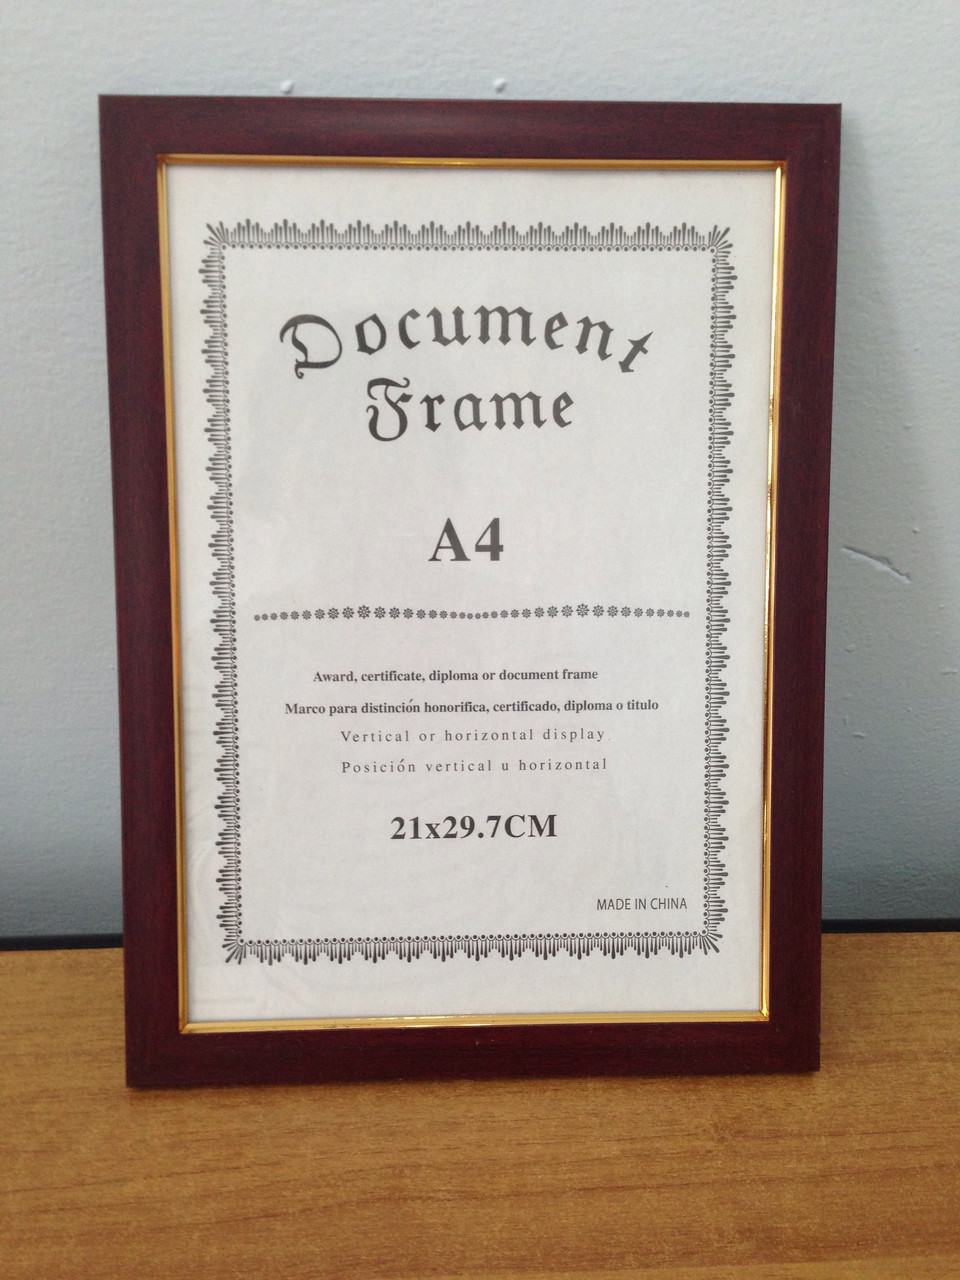 Document
Frame
A4
Award, certificate, diploma or document frame
Marco para distinción honorifica, certificado, diploma o titulo
Vertical or horizontal display
Posición vertical u horizontal
21x29.7CM
MADE IN CHINA